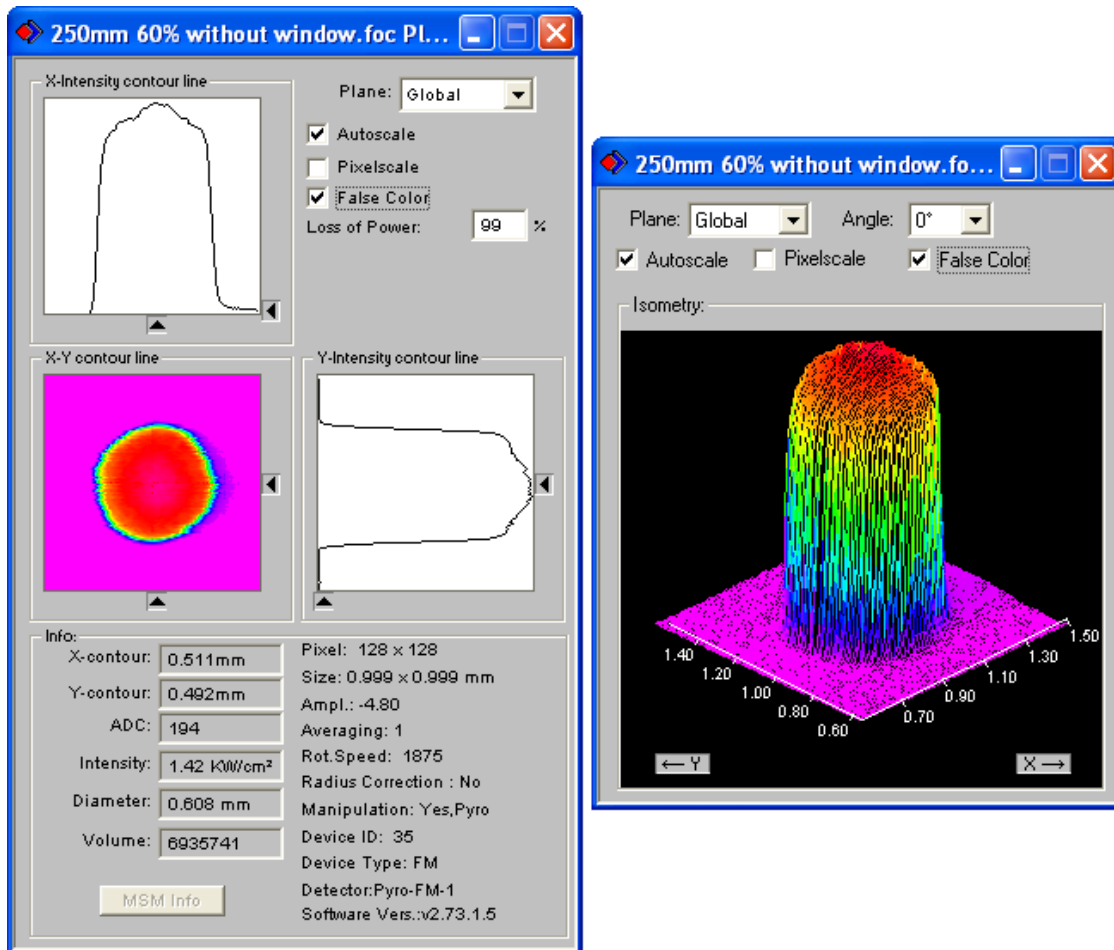 250mm 60% without window.foc Pl...
X-Intensity contour line
Plane: Global
Autoscale
Pixelscale
False Color
Loss of Power: 99 %
X-Y contour line
Y-Intensity contour line
Info:
X-contour: 0.511mm
Y-contour: 0.492mm
ADC: 194
Intensity: 1.42 KW/cm²
Diameter: 0.608 mm
Volume: 6935741
MSM Info
Pixel: 128 x 128
Size: 0.999 x 0.999 mm
Ampl.: -4.80
Averaging: 1
Rot.Speed: 1875
Radius Correction : No
Manipulation: Yes,Pyro
Device ID: 35
Device Type: FM
Detector:Pyro-FM-1
Software Vers.:v2.73.1.5
250mm 60% without window.fo...
Plane: Global Angle: 0°
Autoscale Pixelscale False Color
Isometry:
1.40 1.20 1.00 0.80 0.60
0.70 0.90 1.10 1.30 1.50
← Y X →